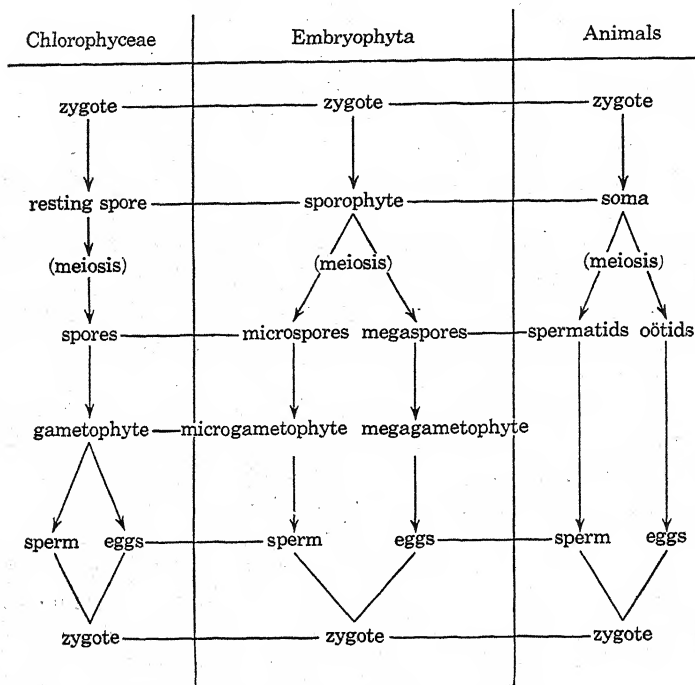 Chlorophyceae Embryophyta Animals
zygote zygote zygote
resting spore sporophyte soma
(meiosis) (meiosis) (meiosis)
spores microspores megaspores spermatids oötids
gametophyte microgametophyte megagametophyte
sperm eggs sperm eggs sperm eggs
zygote zygote zygote